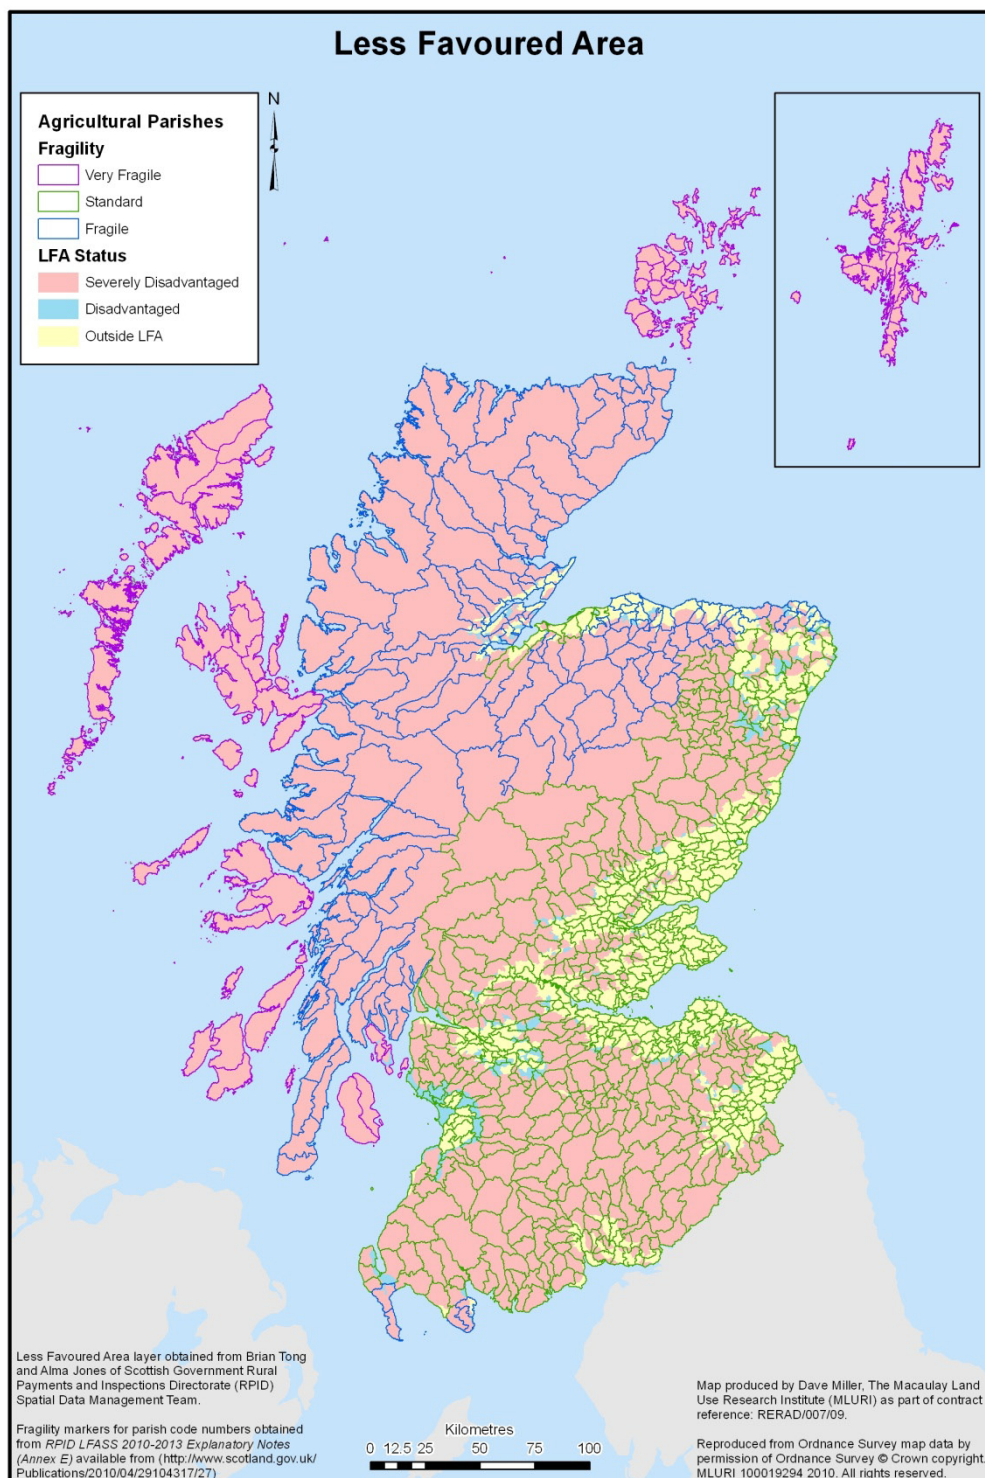 Less Favoured Area
Agricultural Parishes
Fragility
Very Fragile
Standard
Fragile
LFA Status
Severely Disadvantaged
Disadvantaged
Outside LFA
N
Less Favoured Area layer obtained from Brian Tong
and Alma Jones of Scottish Government Rural
Payments and Inspections Directorate (RPID)
Spatial Data Management Team.
Fragility markers for parish code numbers obtained
from RPID LFASS 2010-2013 Explanatory Notes
(Annex E) available from (http://www.scotland.gov.uk/
Publications/2010/04/29104317/27)
Kilometres
0 12.5 25 50 75 100
Map produced by Dave Miller, The Macaulay Land
Use Research Institute (MLURI) as part of contract
reference: RERAD/007/09.
Reproduced from Ordnance Survey map data by
permission of Ordnance Survey © Crown copyright.
MLURI 100019294 2010. All rights reserved.